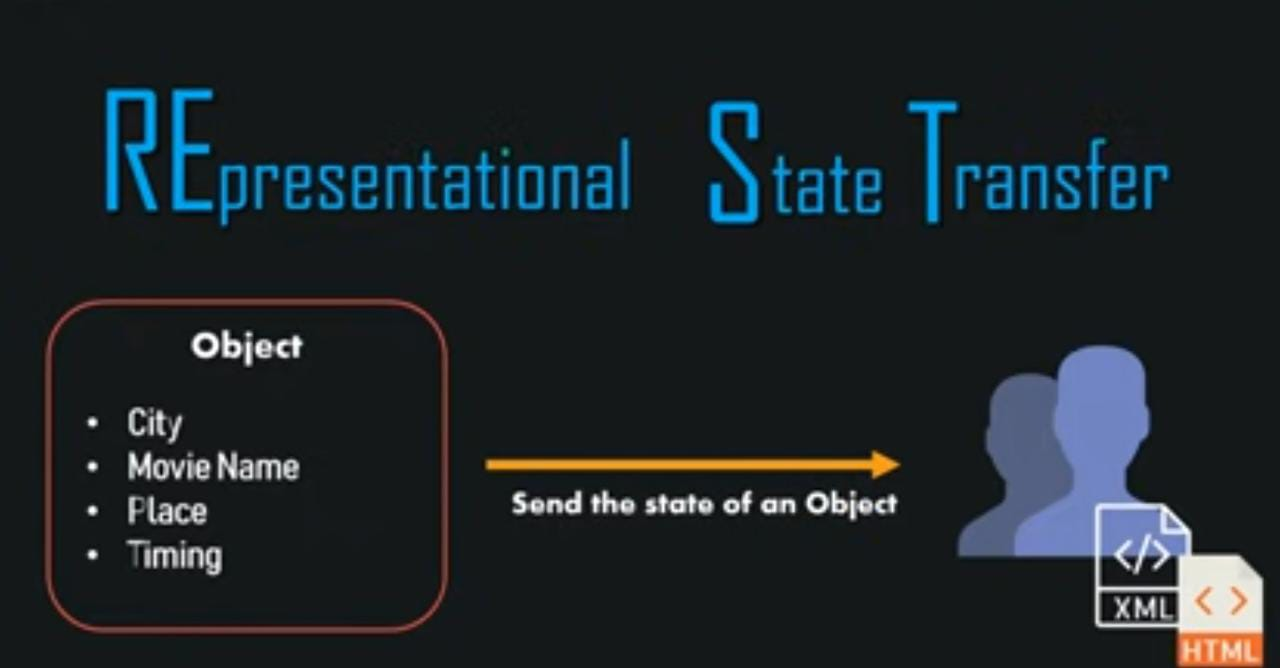 REpresentational State Transfer
Object
• City
• Movie Name
• Place
• Timing
Send the state of an Object
</>
XML
< >
HTML